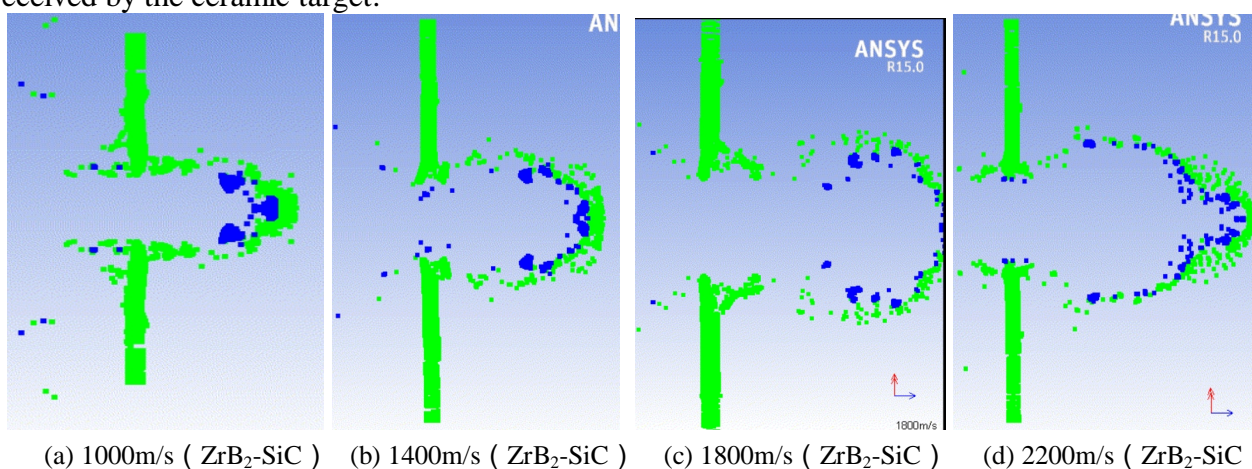 received by the ceramic target.
AN
ANSYS
R15.0
ANSYS
R15.0
1800m/s
(a) 1000m/s ( ZrB₂-SiC ) (b) 1400m/s ( ZrB₂-SiC ) (c) 1800m/s ( ZrB₂-SiC ) (d) 2200m/s ( ZrB₂-SiC